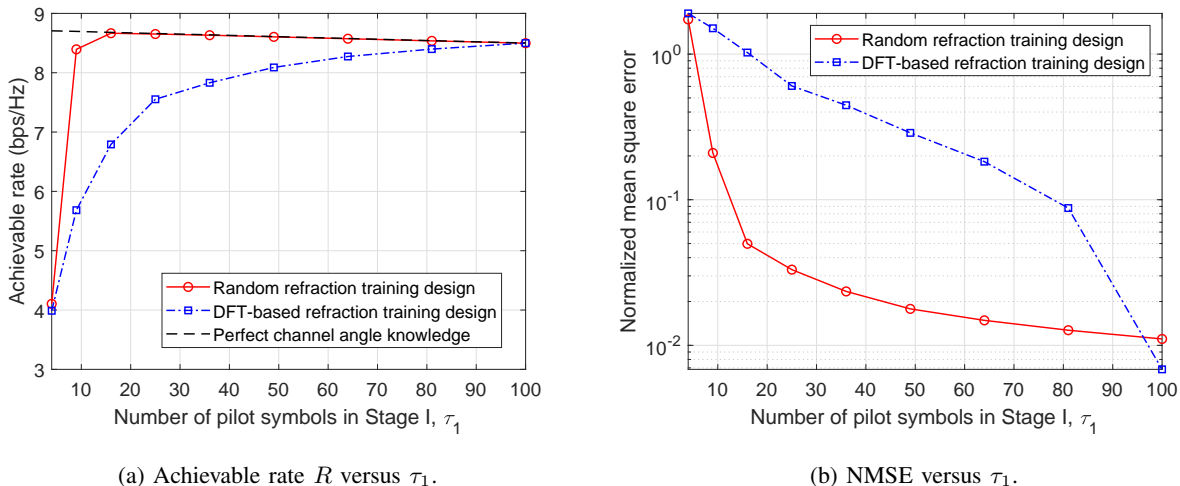 9
8
7
6
5
4
3
Achievable rate (bps/Hz)
Random refraction training design
DFT-based refraction training design
Perfect channel angle knowledge
10 20 30 40 50 60 70 80 90 100
Number of pilot symbols in Stage I, τ1
(a) Achievable rate R versus τ1.
10^0
10^-1
10^-2
Normalized mean square error
Random refraction training design
DFT-based refraction training design
10 20 30 40 50 60 70 80 90 100
Number of pilot symbols in Stage I, τ1
(b) NMSE versus τ1.